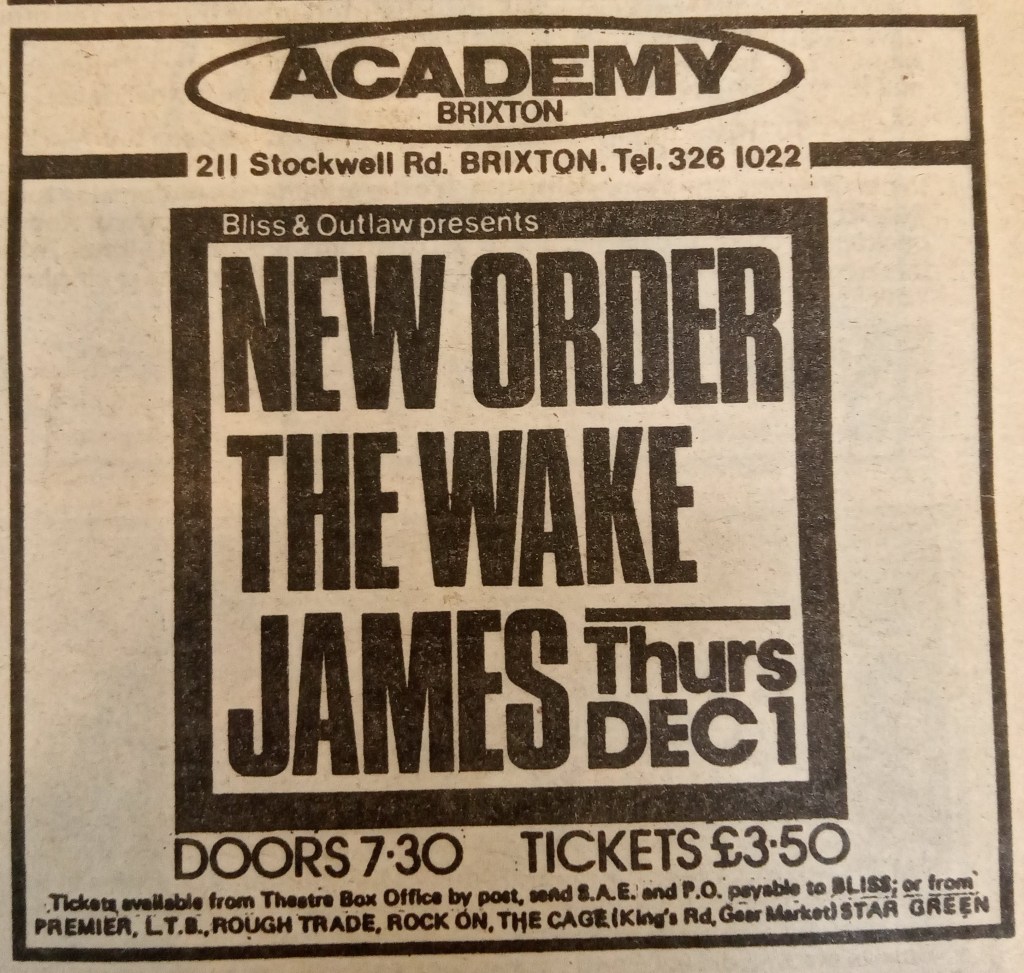 ACADEMY
BRIXTON
211 Stockwell Rd. BRIXTON. Tel. 326 1022
Bliss & Outlaw presents
NEW ORDER
THE WAKE
JAMES
Thurs
DEC 1
DOORS 7·30 TICKETS £3·50
Tickets available from Theatre Box Office by post, send S.A.E. and P.O. payable to BLISS; or from
PREMIER, L.T.B., ROUGH TRADE, ROCK ON, THE CAGE (King's Rd, Gear Market) STAR GREEN